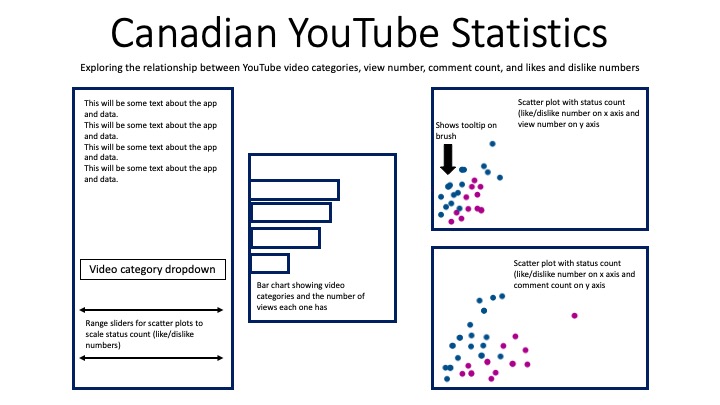 Canadian YouTube Statistics
Exploring the relationship between YouTube video categories, view number, comment count, and likes and dislike numbers
This will be some text about the app
and data.
This will be some text about the app
and data.
This will be some text about the app
and data.
This will be some text about the app
and data.
Video category dropdown
Range sliders for scatter plots to
scale status count (like/dislike
numbers)
Bar chart showing video
categories and the number of
views each one has
Shows tooltip on
brush
Scatter plot with status count
(like/dislike number on x axis and
view number on y axis
Scatter plot with status count
(like/dislike number on x axis and
comment count on y axis